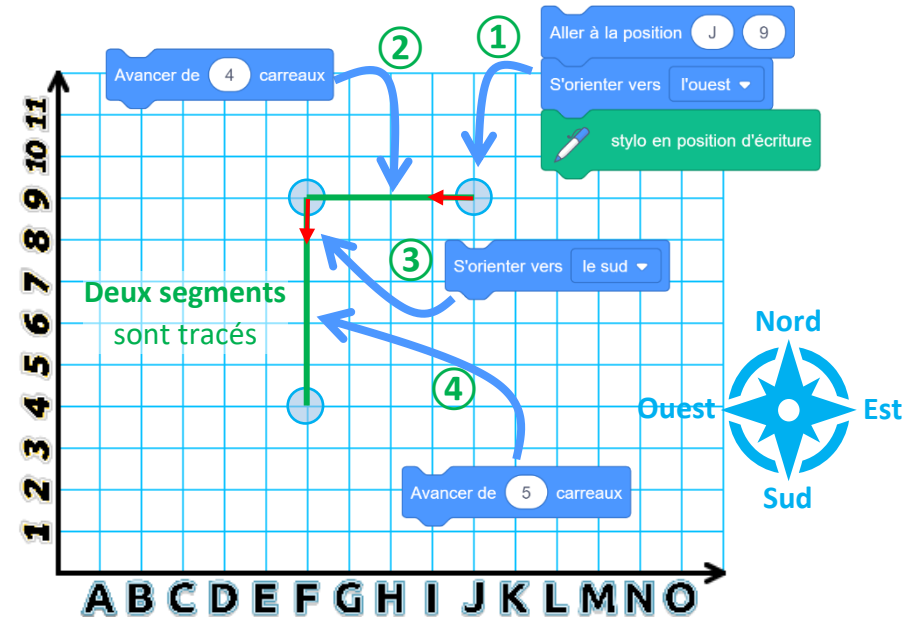 ①
Aller à la position J 9
S'orienter vers l'ouest
stylo en position d'écriture
②
Avancer de 4 carreaux
③
S'orienter vers le sud
Deux segments
sont tracés
④
Avancer de 5 carreaux
Nord
Ouest
Est
Sud
11
10
9
8
7
6
5
4
3
2
1
A B C D E F G H I J K L M N O